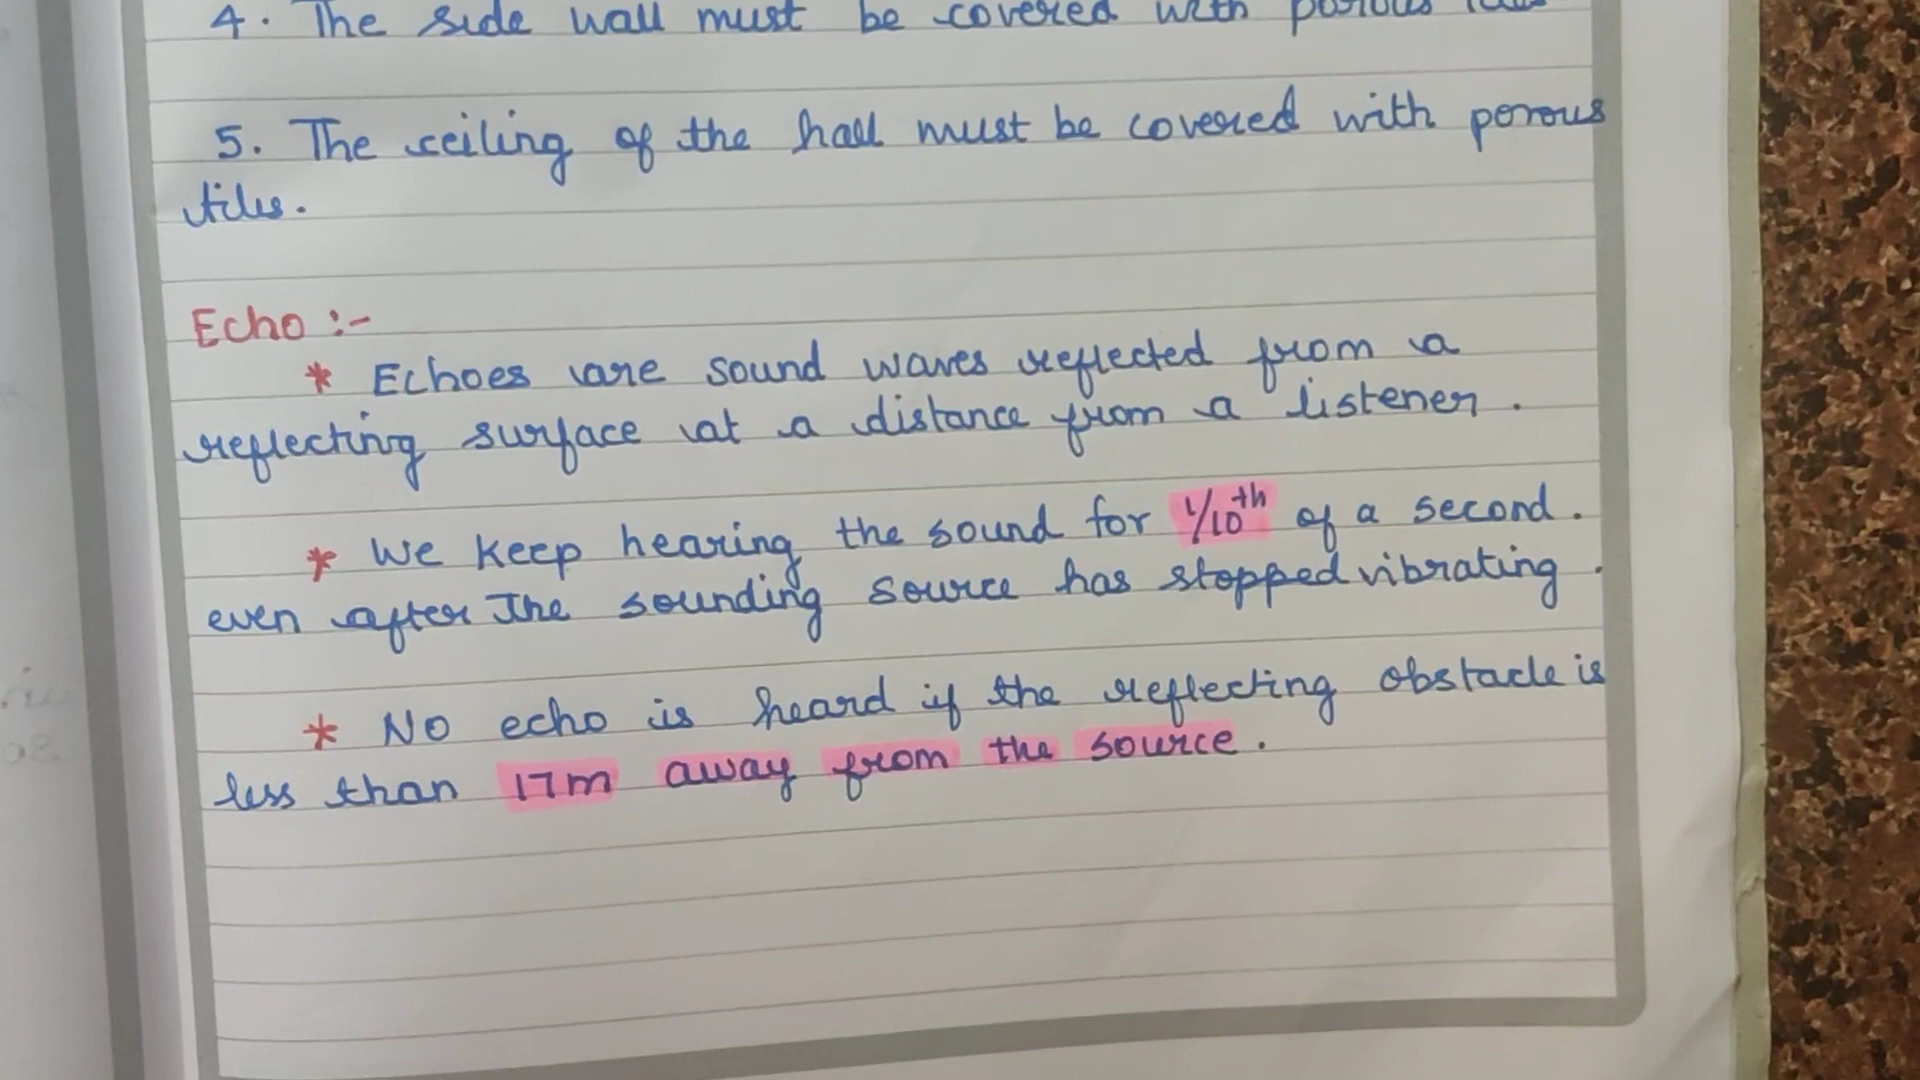 4. The side wall must be covered with porous
5. The ceiling of the hall must be covered with porous
tiles.
Echo :-
* Echoes are sound waves reflected from a
reflecting surface at a distance from a listener.
* We keep hearing the sound for 1/10th of a second.
even after The sounding source has stopped vibrating.
* No echo is heard if the reflecting obstacle is
less than 17m away from the source.